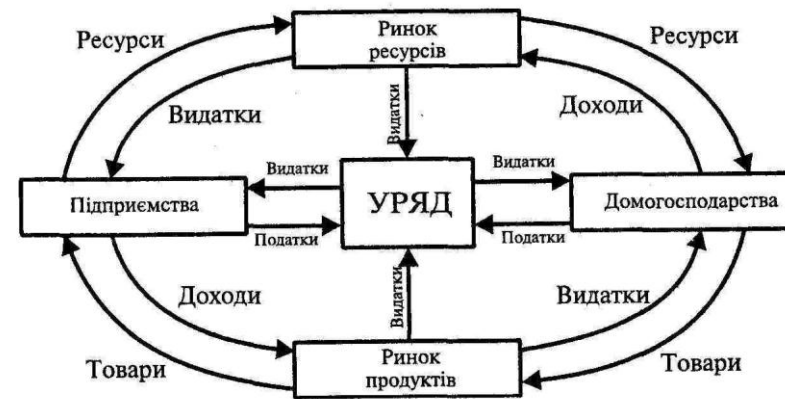 Ресурси
Ринок
ресурсів
Ресурси
Видатки
Видатки
Доходи
Підприємства
Видатки
УРЯД
Видатки
Домогосподарства
Податки
Податки
Доходи
Видатки
Видатки
Товари
Ринок
продуктів
Товари